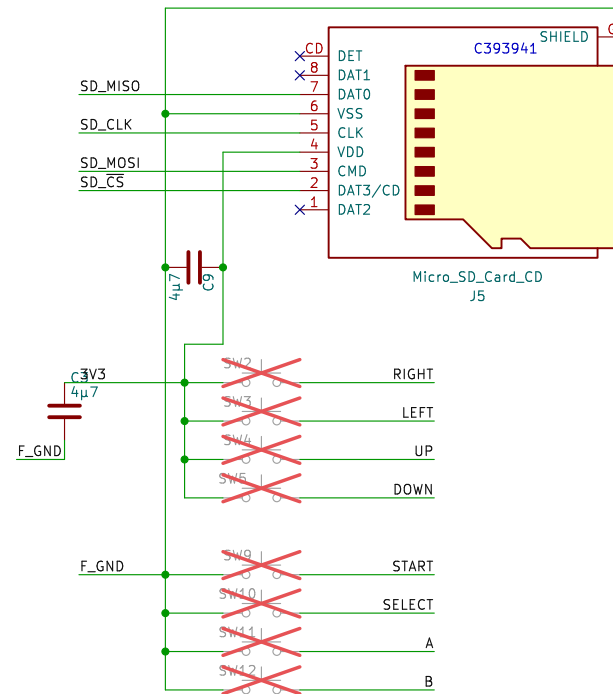 SHIELD
C393941
CD DET
8 DAT1
SD_MISO 7 DAT0
6 VSS
SD_CLK 5 CLK
4 VDD
SD_MOSI 3 CMD
SD_CS 2 DAT3/CD
1 DAT2
Micro_SD_Card_CD
J5
4µ7 C9
3V3
4µ7
F_GND
SW2 RIGHT
SW3 LEFT
SW4 UP
SW5 DOWN
F_GND
SW9 START
SW10 SELECT
SW11 A
SW12 B